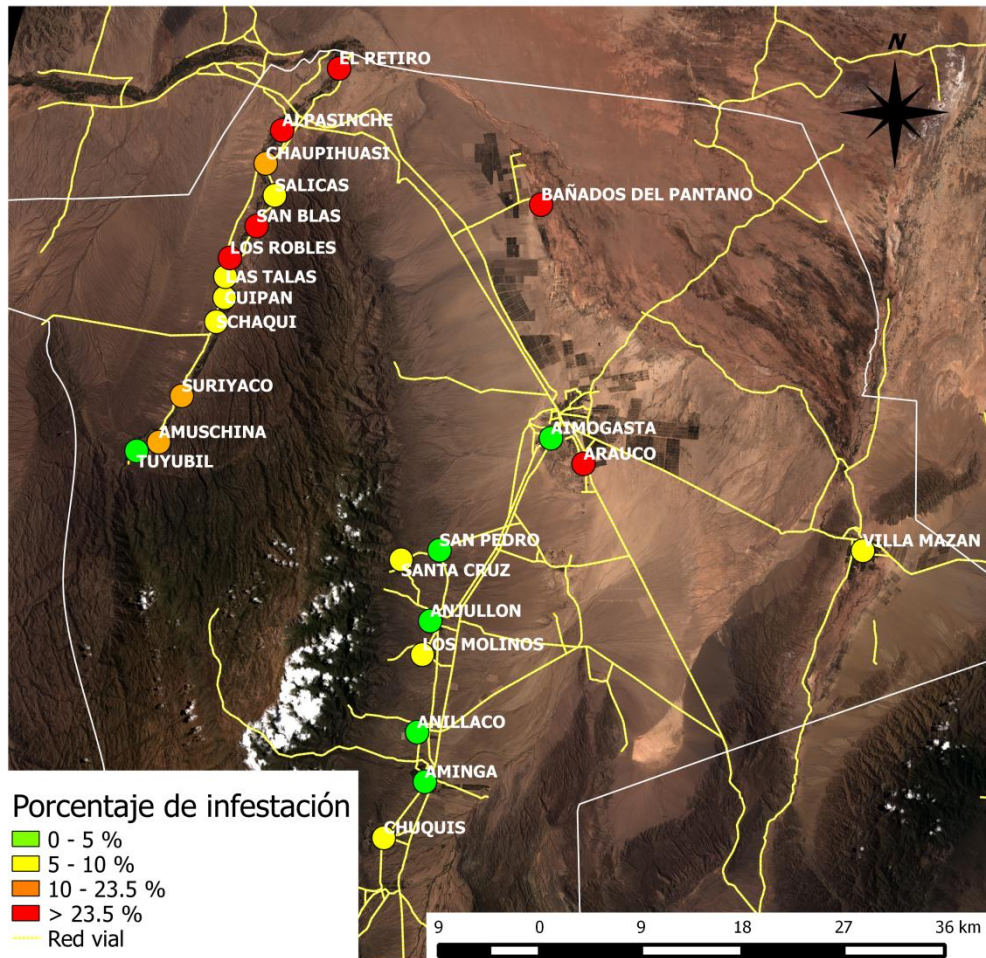 N
EL RETIRO
ALPASINCHE
CHAUPIHUASI
SALICAS
BAÑADOS DEL PANTANO
SAN BLAS
LOS ROBLES
LAS TALAS
CUIPAN
SCHAQUI
SURIYACO
AMUSCHINA
TUYUBIL
AIMOGASTA
ARAUCO
SAN PEDRO
VILLA MAZAN
SANTA CRUZ
ANJULLON
LOS MOLINOS
ANILLACO
AMINGA
CHUQUIS
Porcentaje de infestación
0 - 5 %
5 - 10 %
10 - 23.5 %
> 23.5 %
Red vial
9 0 9 18 27 36 km